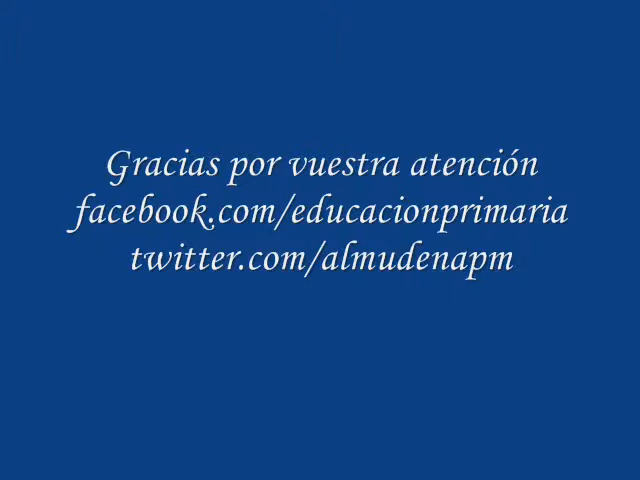 Gracias por vuestra atención
facebook.com/educacionprimaria
twitter.com/almudenapm